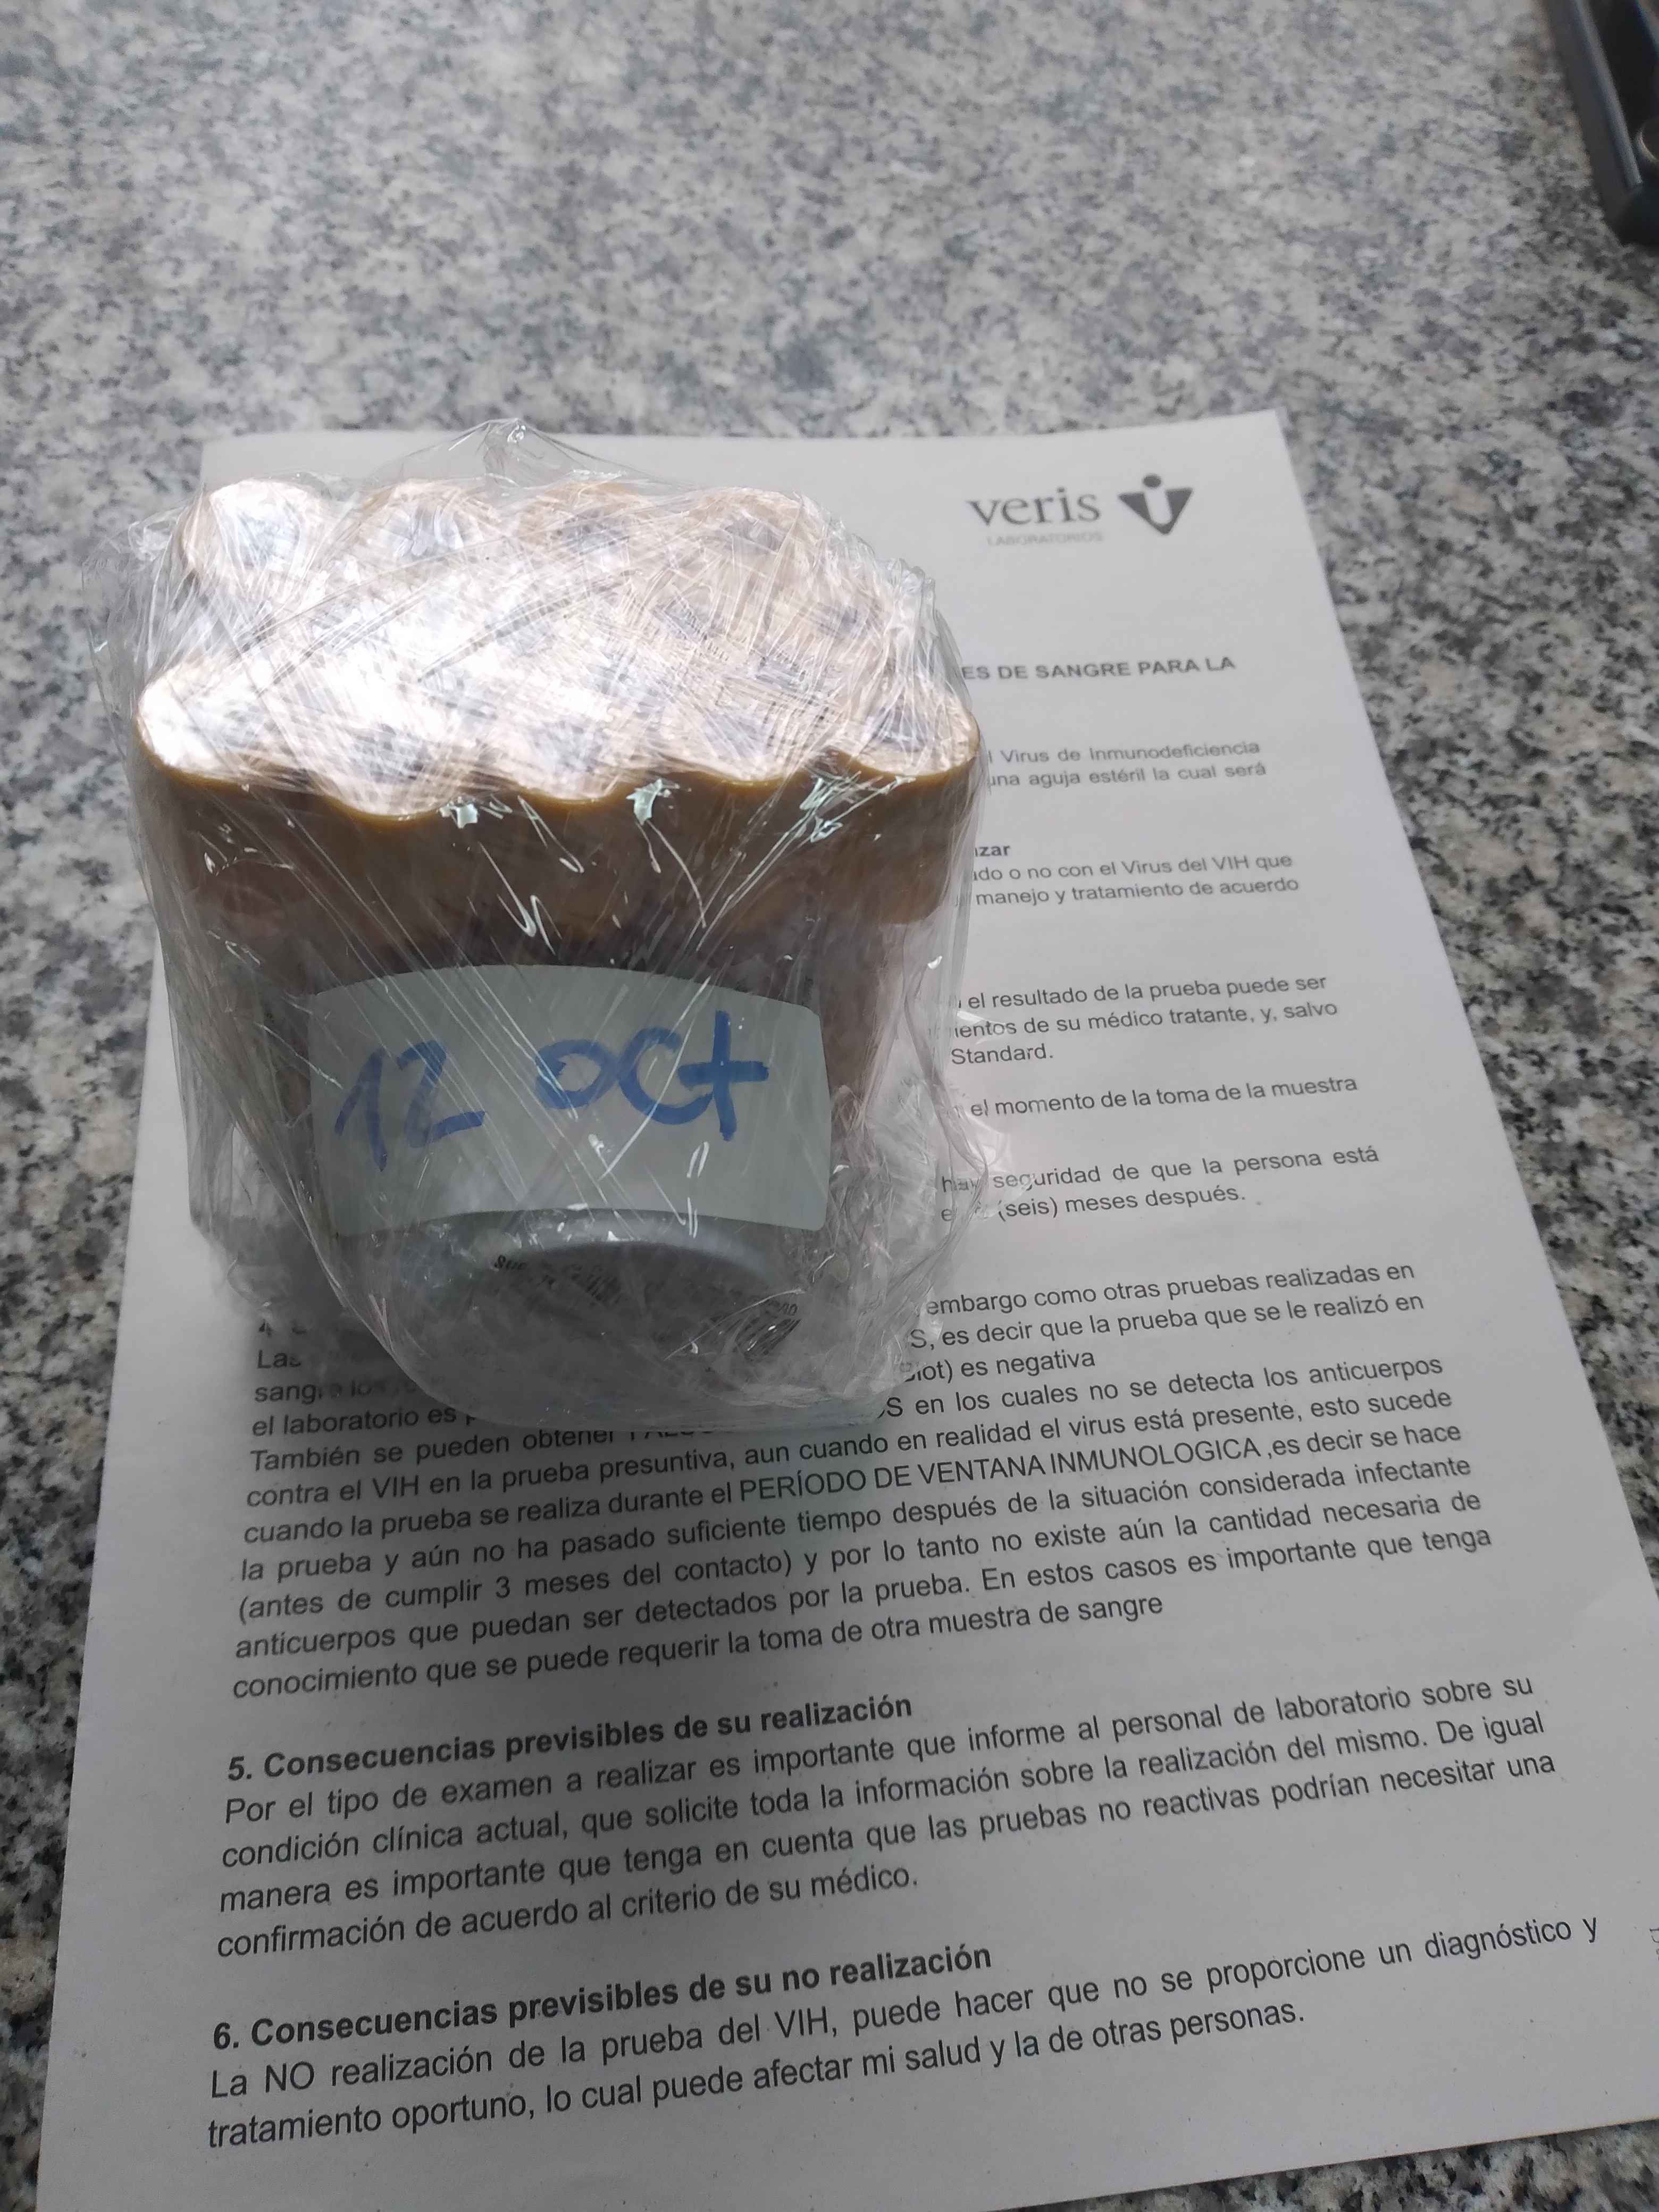 veris
LABORATORIOS
ES DE SANGRE PARA LA
l Virus de Inmunodeficiencia
una aguja estéril la cual será
zar
ado o no con el Virus del VIH que
manejo y tratamiento de acuerdo
el resultado de la prueba puede ser
ientos de su médico tratante, y, salvo
Standard.
el momento de la toma de la muestra
seguridad de que la persona está
(seis) meses después.
12 oct
embargo como otras pruebas realizadas en
S, es decir que la prueba que se le realizó en
lot) es negativa
sangre los
S en los cuales no se detecta los anticuerpos
el laboratorio es
También se pueden obtener
contra el VIH en la prueba presuntiva, aun cuando en realidad el virus está presente, esto sucede
cuando la prueba se realiza durante el PERÍODO DE VENTANA INMUNOLOGICA ,es decir se hace
la prueba y aún no ha pasado suficiente tiempo después de la situación considerada infectante
(antes de cumplir 3 meses del contacto) y por lo tanto no existe aún la cantidad necesaria de
anticuerpos que puedan ser detectados por la prueba. En estos casos es importante que tenga
conocimiento que se puede requerir la toma de otra muestra de sangre
5. Consecuencias previsibles de su realización
Por el tipo de examen a realizar es importante que informe al personal de laboratorio sobre su
condición clínica actual, que solicite toda la información sobre la realización del mismo. De igual
manera es importante que tenga en cuenta que las pruebas no reactivas podrían necesitar una
confirmación de acuerdo al criterio de su médico.
6. Consecuencias previsibles de su no realización
La NO realización de la prueba del VIH, puede hacer que no se proporcione un diagnóstico y
tratamiento oportuno, lo cual puede afectar mi salud y la de otras personas.